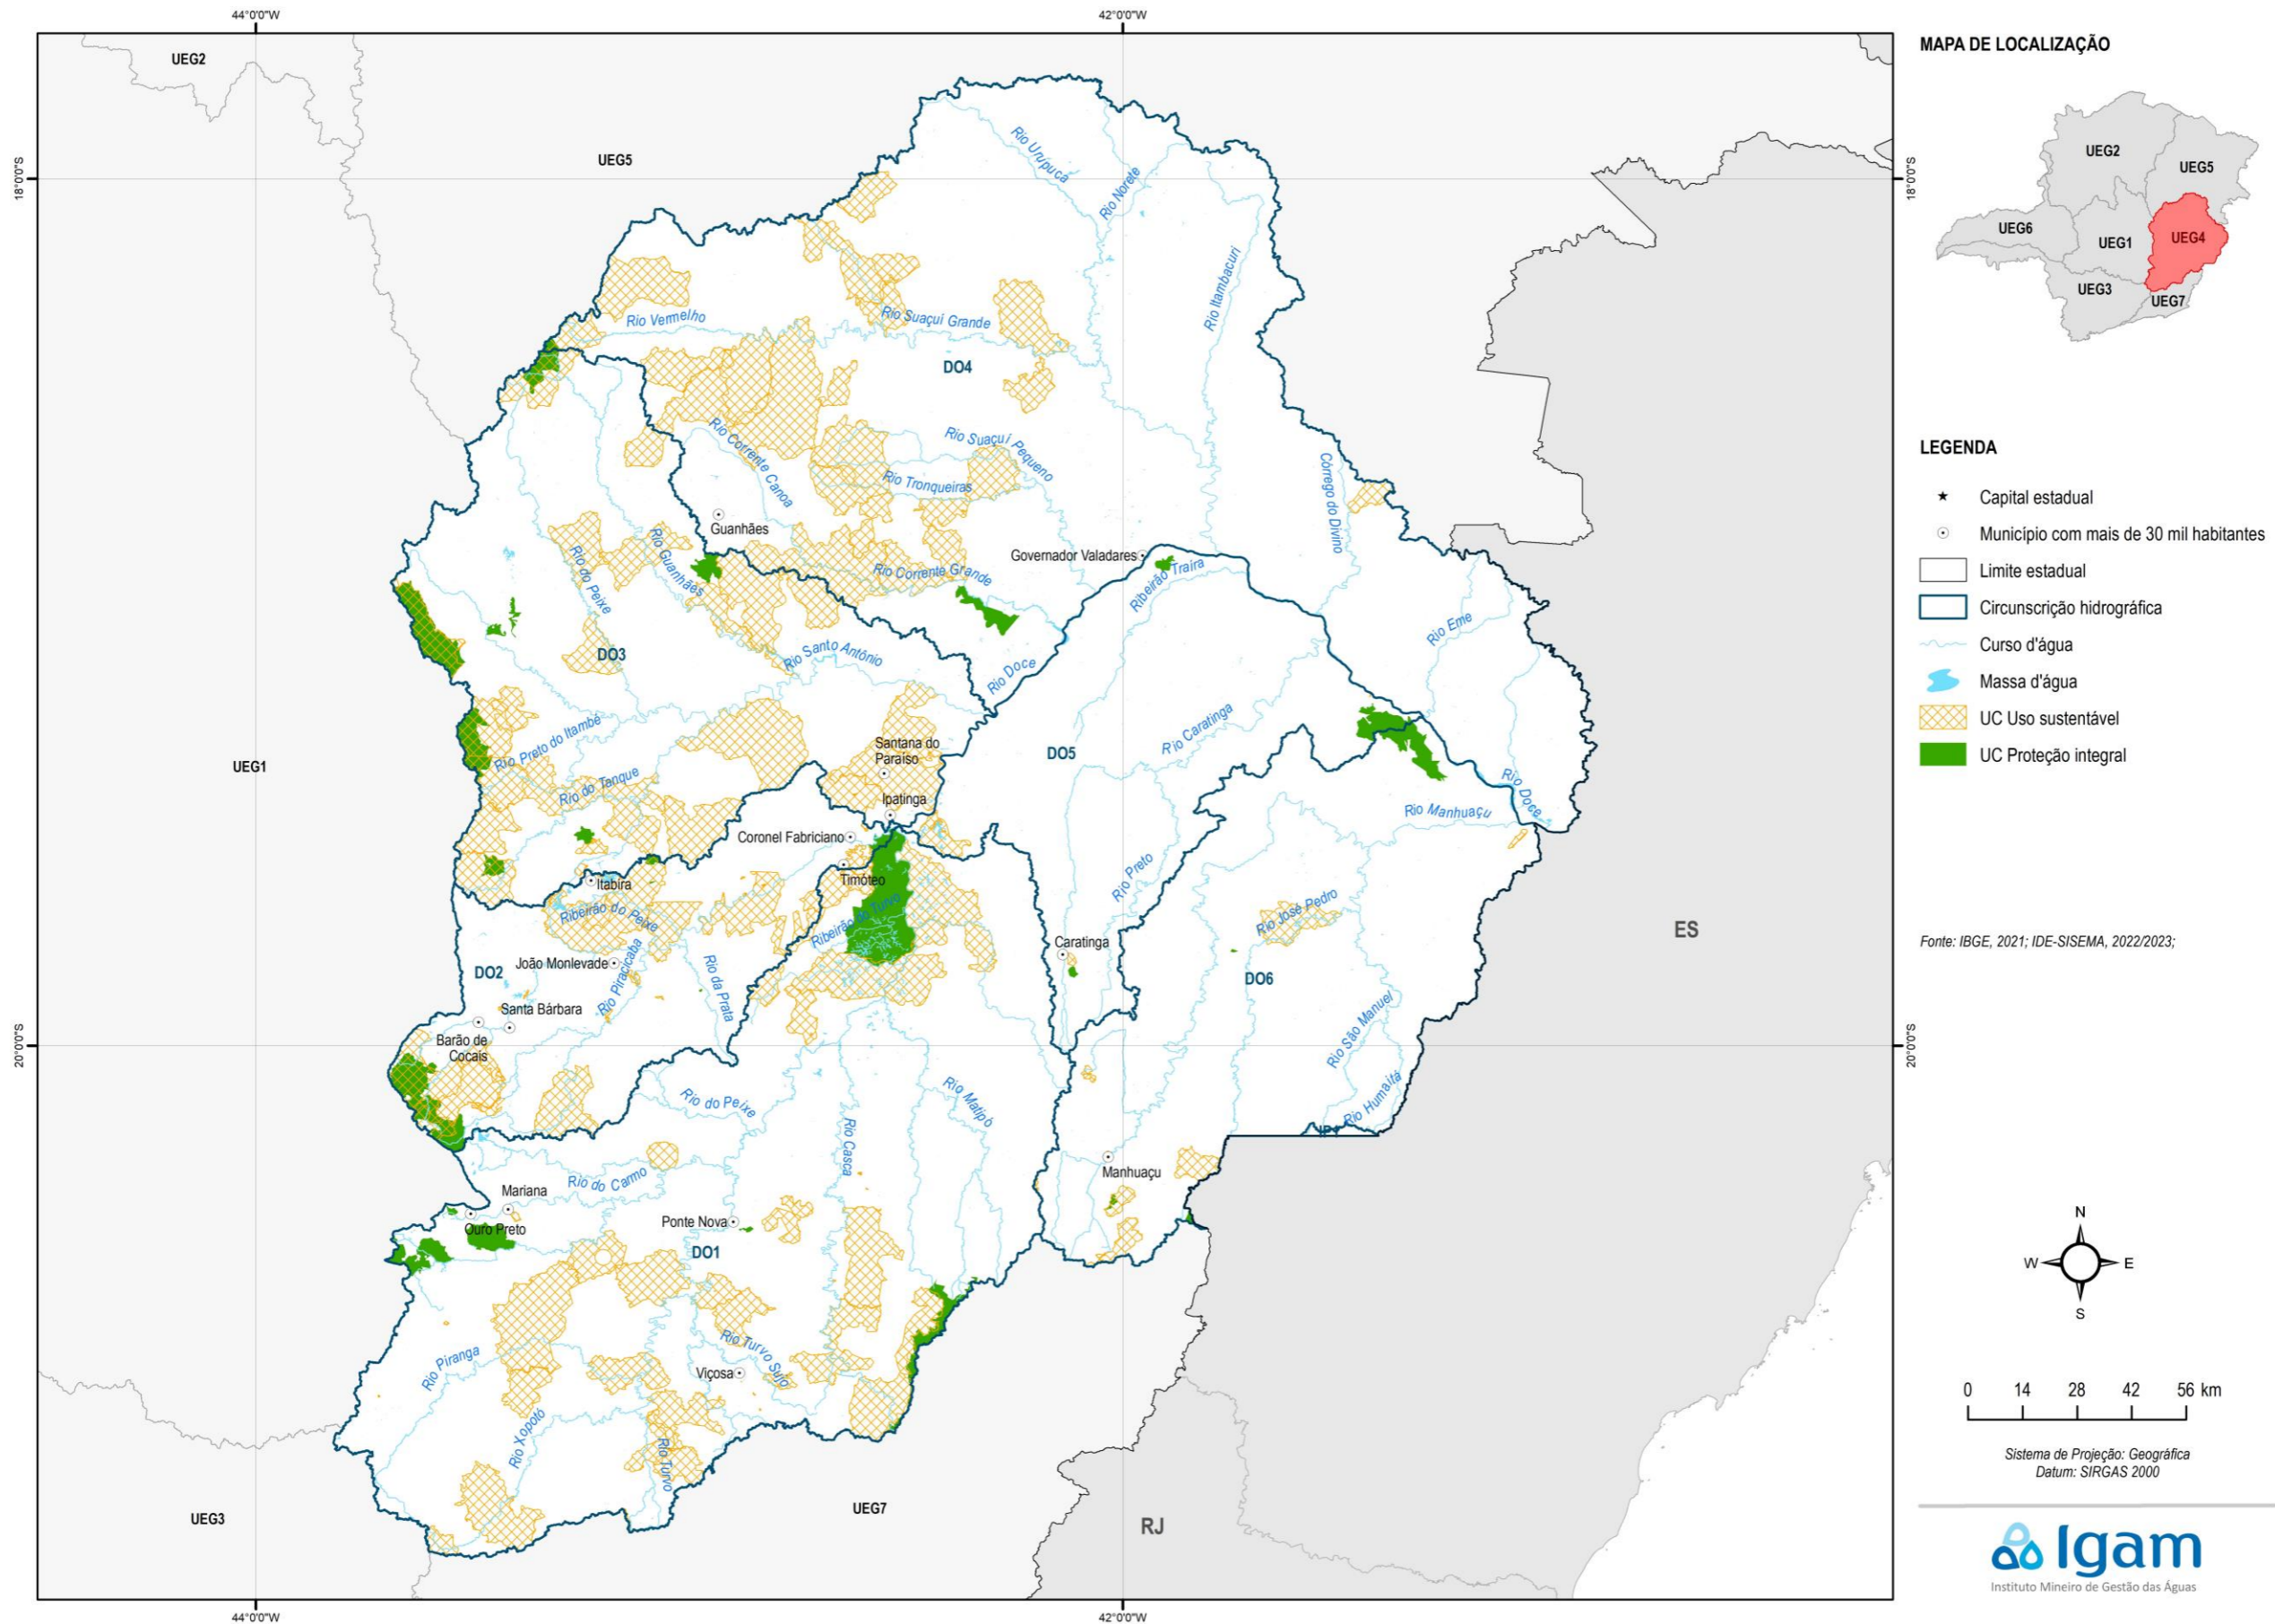 44°0'0"W
42°0'0"W
18°0'0"S
18°0'0"S
20°0'0"S
20°0'0"S
44°0'0"W
42°0'0"W
UEG2
UEG5
UEG1
UEG3
UEG7
ES
RJ
Rio Urupuca
Rio Norete
Rio Itambacuri
Rio Vermelho
Rio Suaçuí Grande
DO4
Rio Corrente Canoa
Rio Suaçuí Pequeno
Rio Tronqueiras
Córrego do Divino
Guanhães
Governador Valadares
Rio do Peixe
Rio Guanhães
Rio Corrente Grande
Ribeirão Traíra
Rio Eme
DO3
Rio Santo Antônio
Rio Doce
Rio Preto do Itambé
Rio do Tanque
Santana do
Paraíso
Ipatinga
DO5
Rio Caratinga
Rio Doce
Rio Manhuaçu
Coronel Fabriciano
Timóteo
Itabira
Ribeirão do Peixe
Ribeirão do Turvo
Rio Preto
Rio José Pedro
João Monlevade
DO2
Rio Piracicaba
Rio da Prata
Caratinga
DO6
Santa Bárbara
Barão de
Cocais
Rio São Manuel
Rio Humaitá
IP1
Rio do Peixe
Rio Casca
Rio Matipó
Manhuaçu
Mariana
Rio do Carmo
Ouro Preto
Ponte Nova
DO1
Rio Piranga
Rio Turvo Sujo
Viçosa
Rio Xopotó
Rio Turvo
MAPA DE LOCALIZAÇÃO
UEG2
UEG5
UEG6
UEG1
UEG4
UEG3
UEG7
LEGENDA
Capital estadual
Município com mais de 30 mil habitantes
Limite estadual
Circunscrição hidrográfica
Curso d'água
Massa d'água
UC Uso sustentável
UC Proteção integral
Fonte: IBGE, 2021; IDE-SISEMA, 2022/2023;
N
W
E
S
0 14 28 42 56 km
Sistema de Projeção: Geográfica
Datum: SIRGAS 2000
Igam
Instituto Mineiro de Gestão das Águas